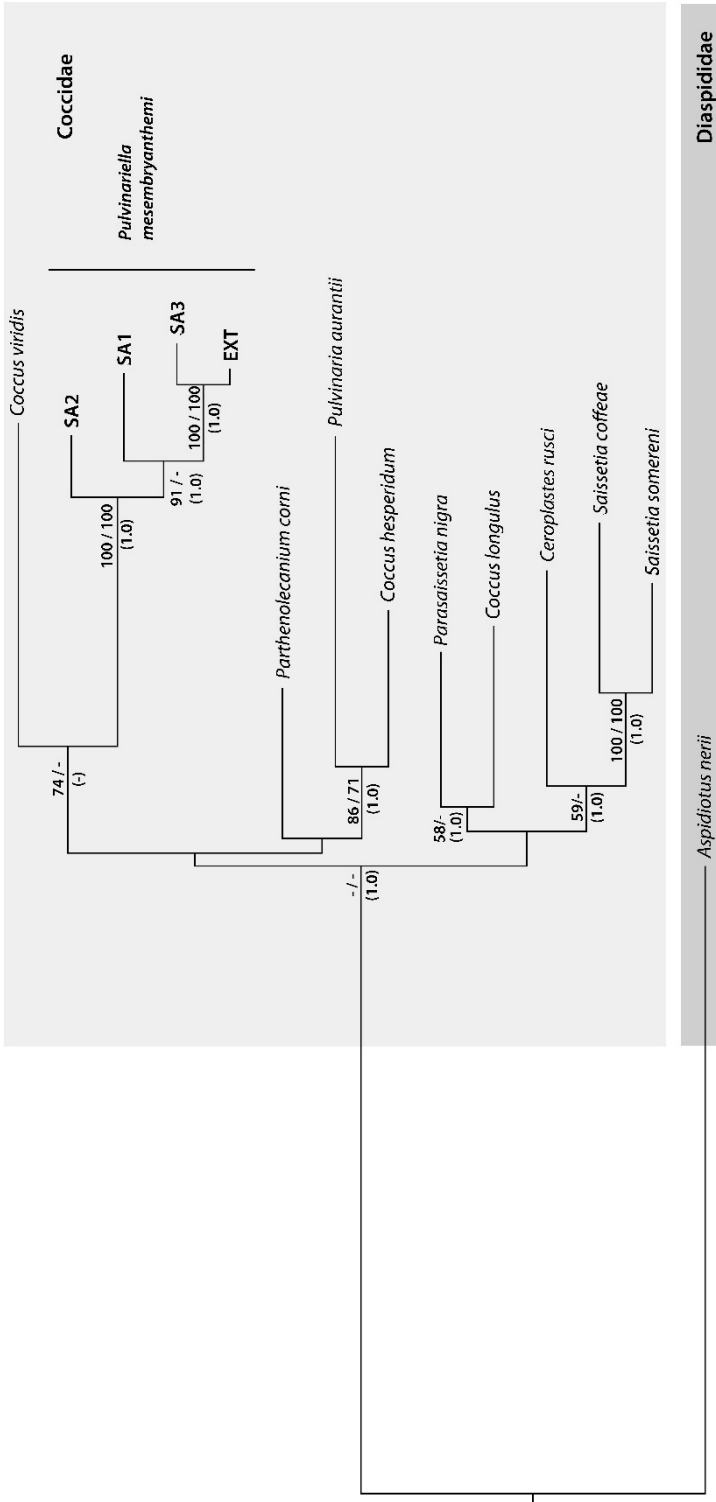 Coccidae
Coccus viridis
Pulvinariella
mesembryanthemi
SA2
SA1
SA3
EXT
100 / 100
(1.0)
91 / -
(1.0)
100 / 100
(1.0)
74 / -
(-)
Parthenolecanium corni
Pulvinaria aurantii
Coccus hesperidum
86 / 71
(1.0)
- / -
(1.0)
Parasaissetia nigra
Coccus longulus
58/-
(1.0)
Ceroplastes rusci
Saissetia coffeae
Saissetia somereni
59/-
(1.0)
100 / 100
(1.0)
Diaspididae
Aspidiotus nerii